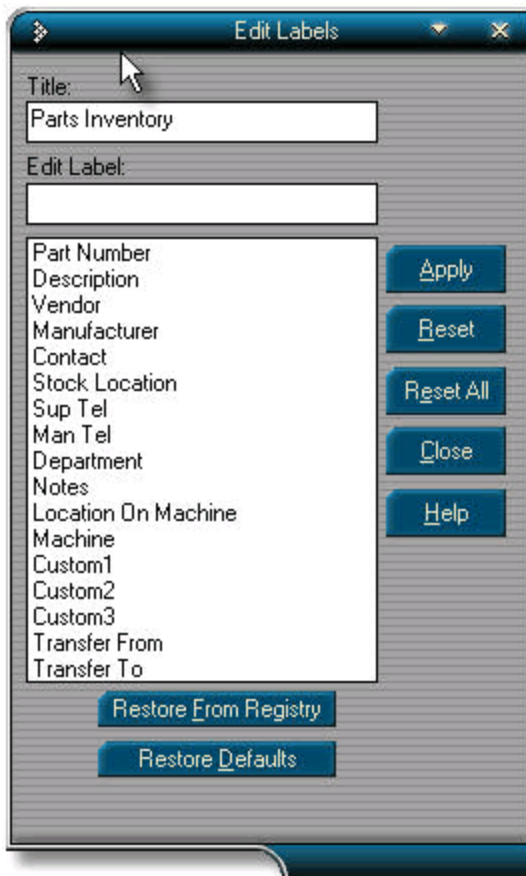 Edit Labels
Title:
Parts Inventory
Edit Label:
Part Number
Description
Vendor
Manufacturer
Contact
Stock Location
Sup Tel
Man Tel
Department
Notes
Location On Machine
Machine
Custom1
Custom2
Custom3
Transfer From
Transfer To
Apply
Reset
Reset All
Close
Help
Restore From Registry
Restore Defaults